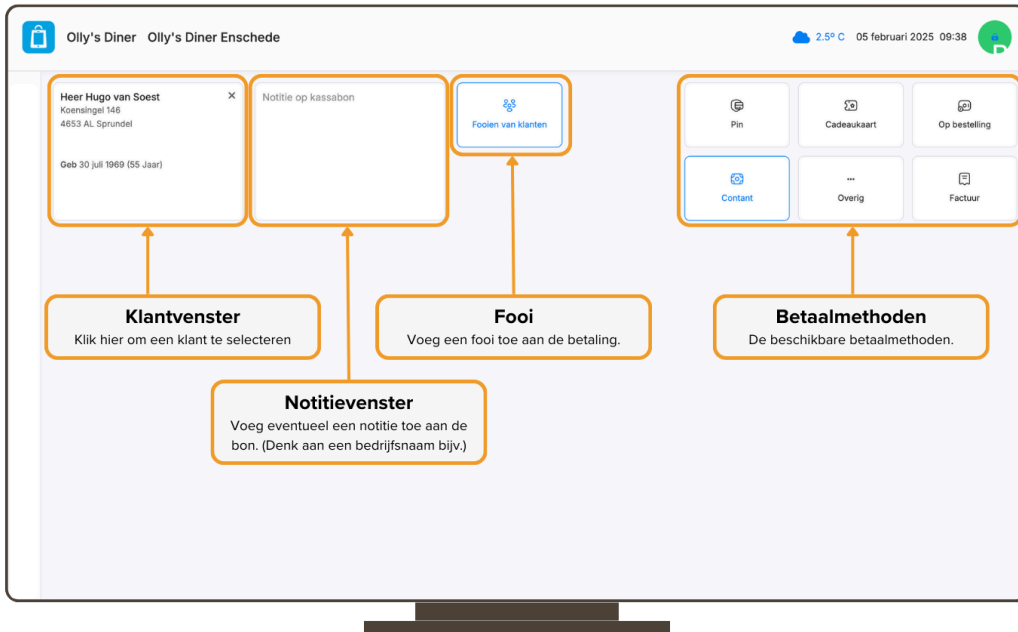 Olly's Diner Olly's Diner Enschede
2.5º C 05 februari 2025 09:38
Heer Hugo van Soest
Koensingel 146
4653 AL Sprundel
Geb 30 juli 1969 (55 Jaar)
Notitie op kassabon
Fooien van klanten
Pin
Cadeaukaart
Op bestelling
Contant
Overig
Factuur
Klantvenster
Klik hier om een klant te selecteren
Fooi
Voeg een fooi toe aan de betaling.
Betaalmethoden
De beschikbare betaalmethoden.
Notitievenster
Voeg eventueel een notitie toe aan de
bon. (Denk aan een bedrijfsnaam bijv.)